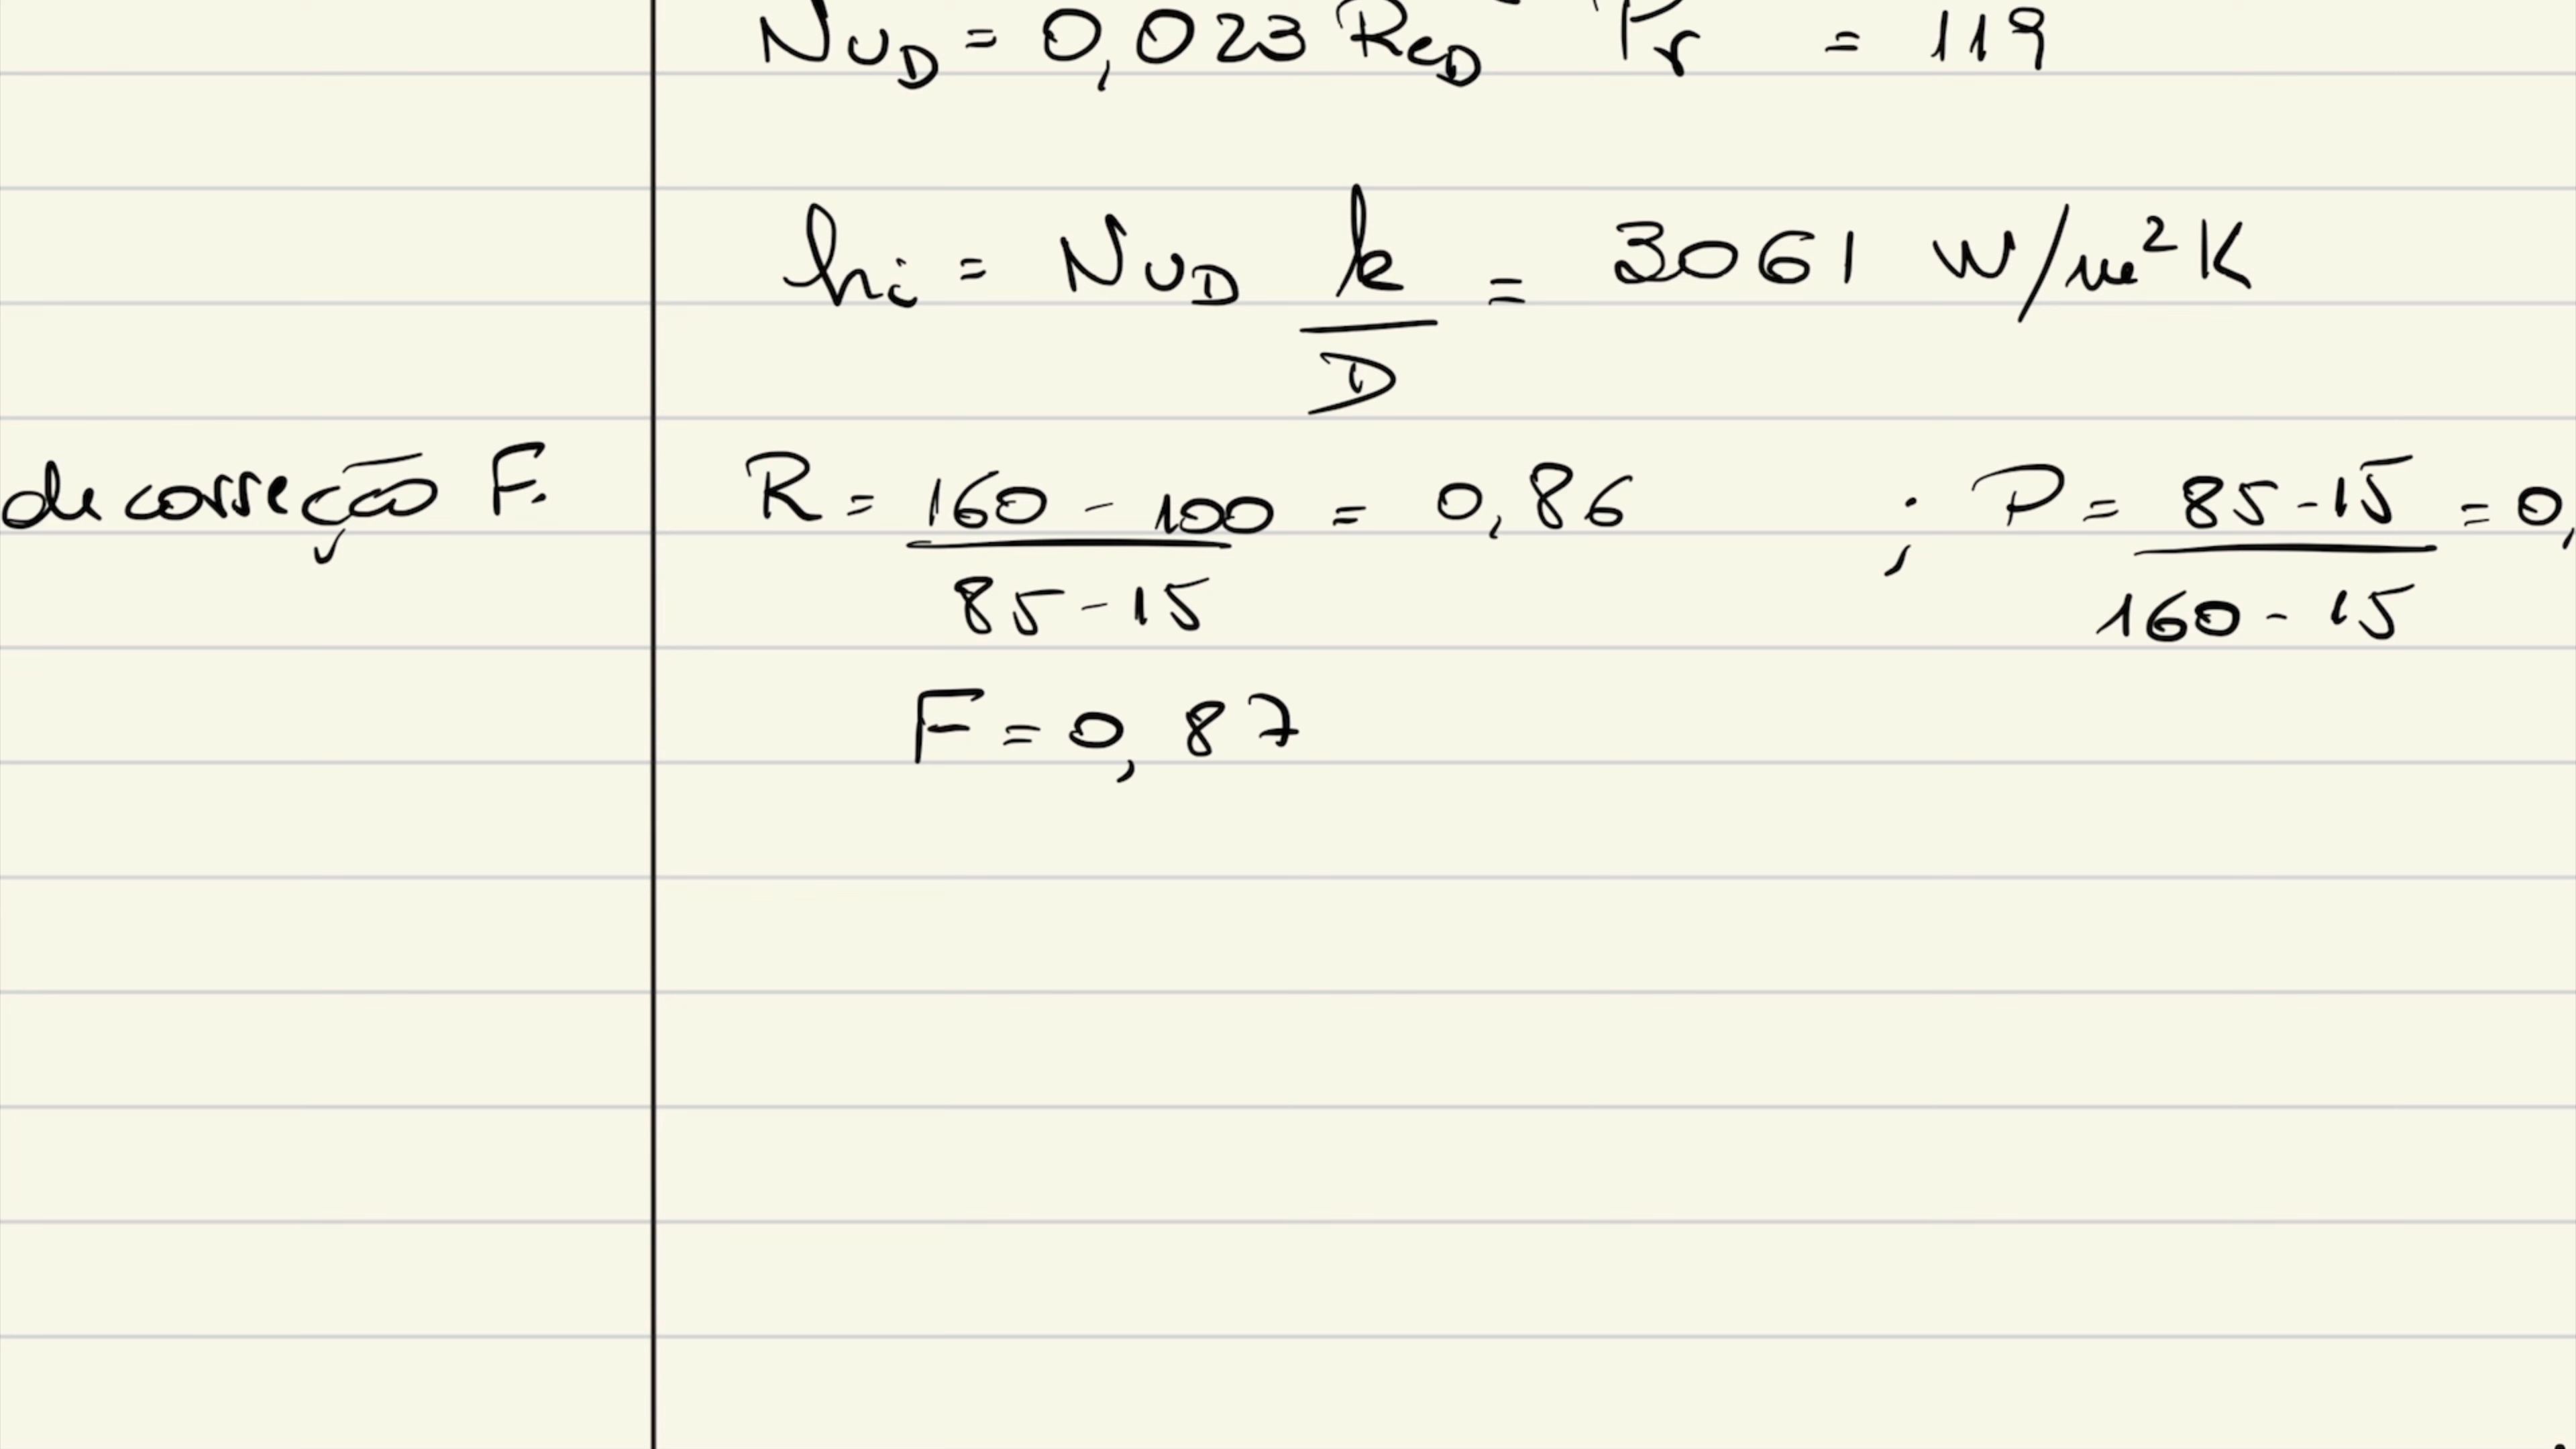 Nu_D = 0,023 Re_D Pr = 119
hi = Nu_D k/D = 3061 W/m²K
de correção F. R = 160 - 100 / 85 - 15 = 0,86 ; P = 85 - 15 / 160 - 15 = 0,
F = 0,87